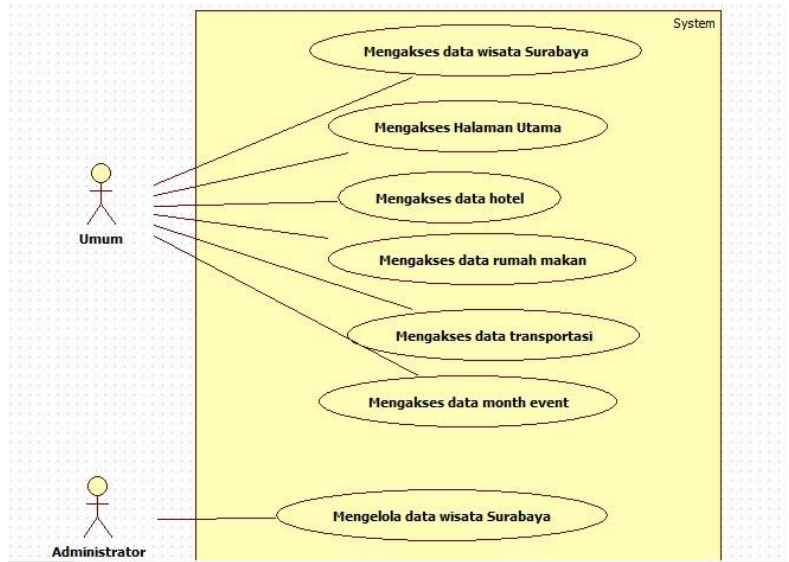 System
Mengakses data wisata Surabaya
Mengakses Halaman Utama
Mengakses data hotel
Umum
Mengakses data rumah makan
Mengakses data transportasi
Mengakses data month event
Mengelola data wisata Surabaya
Administrator